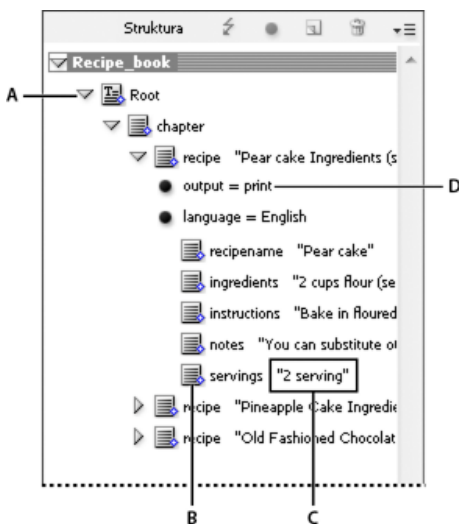 Struktura
Recipe_book
A
Root
chapter
recipe "Pear cake Ingredients (s
output = print
D
language = English
recipename "Pear cake"
ingredients "2 cups flour (se
instructions "Bake in floured
notes "You can substitute ot
servings "2 serving"
recipe "Pineapple Cake Ingredie
recipe "Old Fashioned Chocolat
B
C